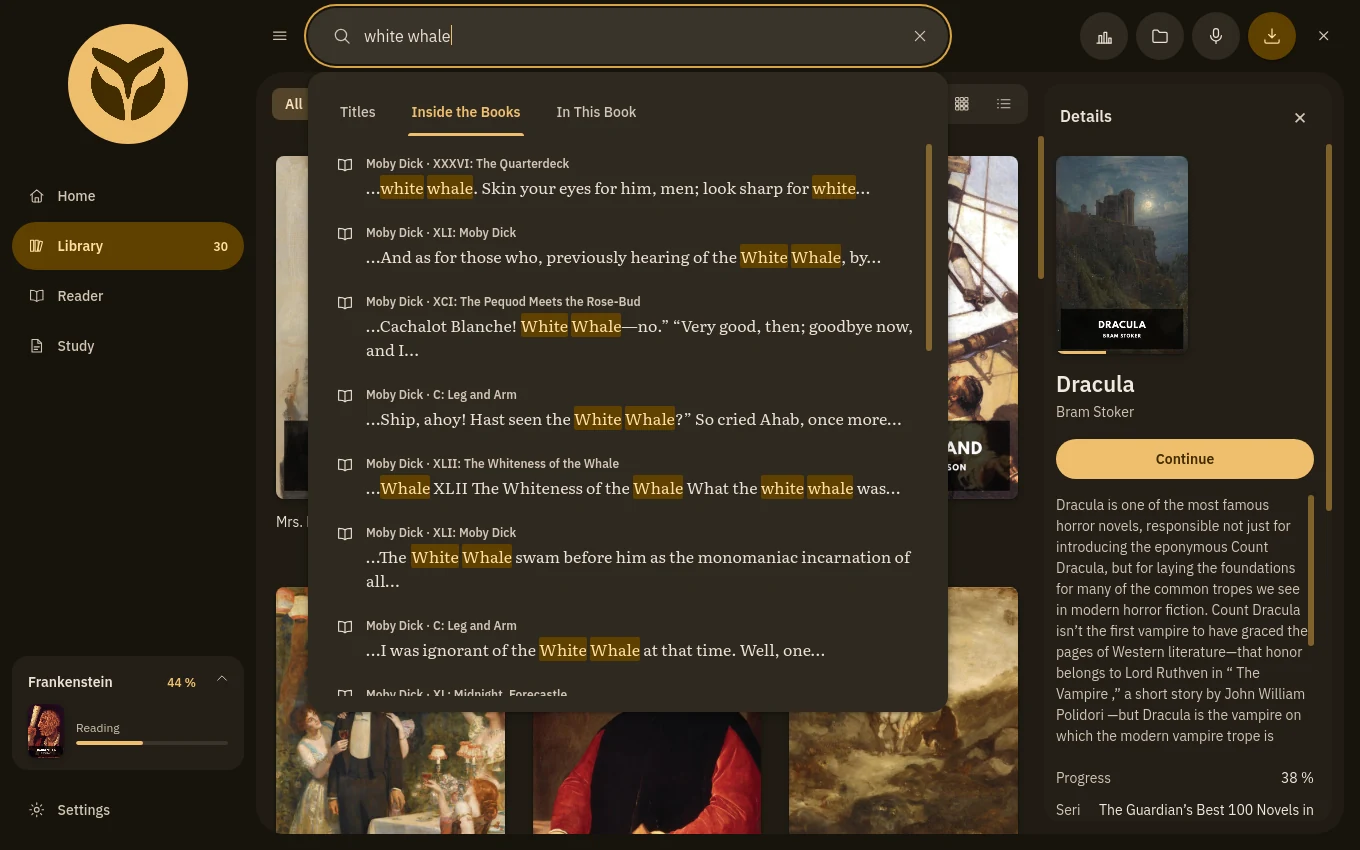 white whale
All
Titles
Inside the Books
In This Book
Moby Dick · XXXVI: The Quarterdeck
…white whale. Skin your eyes for him, men; look sharp for white…
Moby Dick · XLI: Moby Dick
…And as for those who, previously hearing of the White Whale, by…
Moby Dick · XCI: The Pequod Meets the Rose-Bud
…Cachalot Blanche! White Whale—no.” “Very good, then; goodbye now,
and I…
Moby Dick · C: Leg and Arm
…Ship, ahoy! Hast seen the White Whale?” So cried Ahab, once more…
Moby Dick · XLII: The Whiteness of the Whale
…Whale XLII The Whiteness of the Whale What the white whale was…
Moby Dick · XLI: Moby Dick
…The White Whale swam before him as the monomaniac incarnation of
all…
Moby Dick · C: Leg and Arm
…I was ignorant of the White Whale at that time. Well, one…
Moby Dick · XL: Midnight, Forecastle
Home
Library 30
Reader
Study
Frankenstein 44 %
Reading
Settings
Mrs.
AND
SON
Details
DRACULA
BRAM STOKER
Dracula
Bram Stoker
Continue
Dracula is one of the most famous
horror novels, responsible not just for
introducing the eponymous Count
Dracula, but for laying the foundations
for many of the common tropes we see
in modern horror fiction. Count Dracula
isn’t the first vampire to have graced the
pages of Western literature—that honor
belongs to Lord Ruthven in “ The
Vampire ,” a short story by John William
Polidori —but Dracula is the vampire on
which the modern vampire trope is
Progress 38 %
Seri The Guardian’s Best 100 Novels in